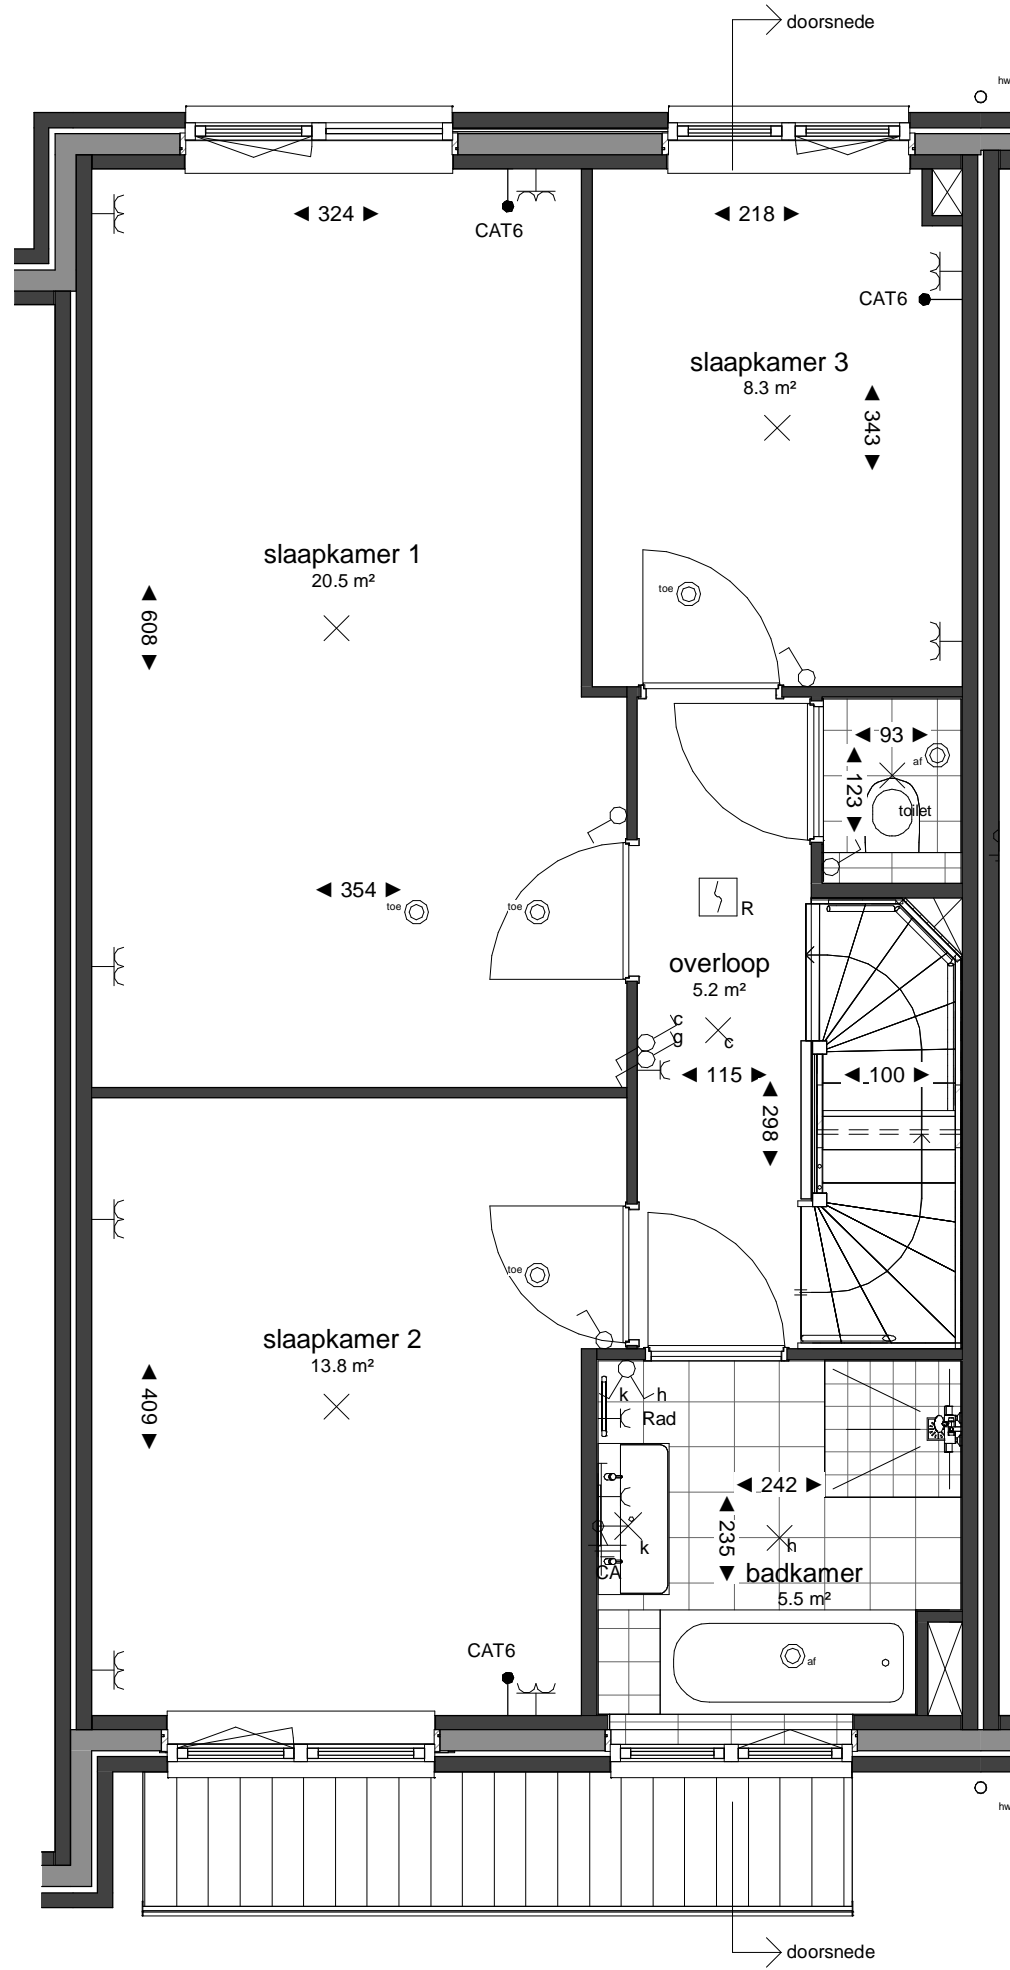 doorsnede
hw
324
218
CAT6
CAT6
slaapkamer 3
8.3 m²
343
slaapkamer 1
20.5 m²
608
toe
93
af
123
toilet
354
toe
toe
R
overloop
5.2 m²
c
g
c
115
100
298
toe
slaapkamer 2
13.8 m²
409
k
h
Rad
242
235
h
k
badkamer
5.5 m²
CA
CAT6
af
hw
doorsnede